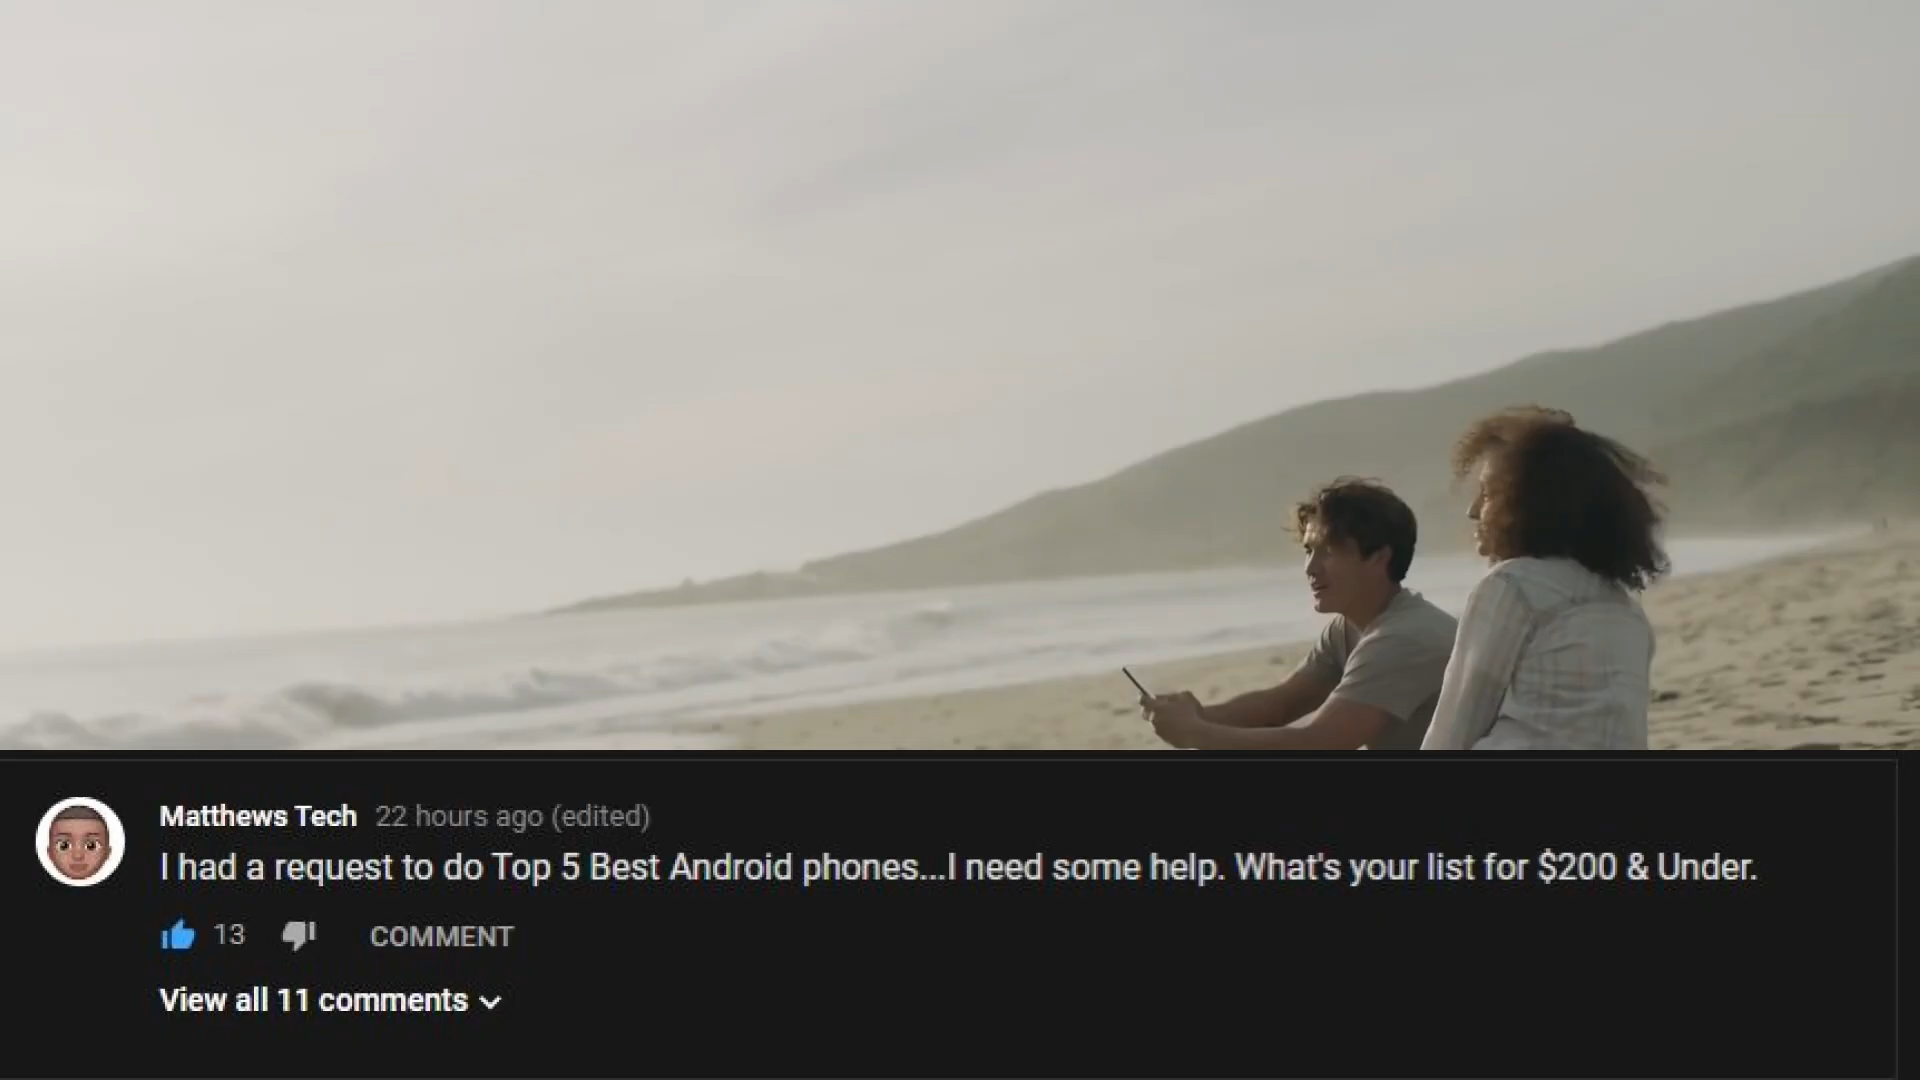 Matthews Tech 22 hours ago (edited)
I had a request to do Top 5 Best Android phones...I need some help. What's your list for $200 & Under.
13 COMMENT
View all 11 comments